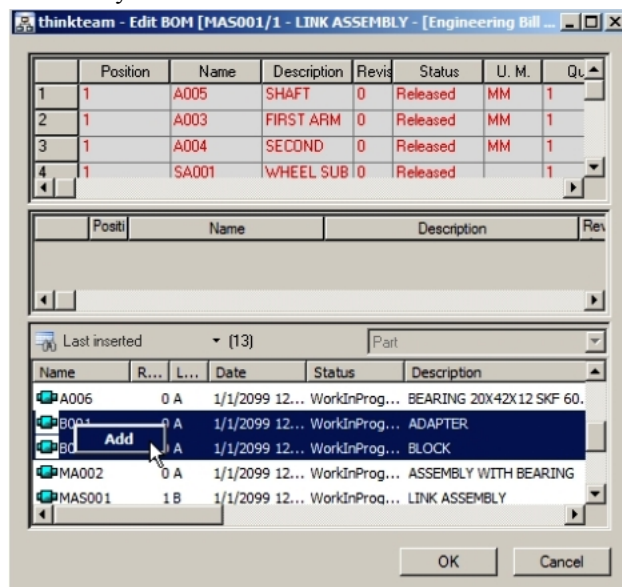 thinkteam - Edit BOM [MAS001/1 - LINK ASSEMBLY - [Engineering Bill ...
Position Name Description Revis Status U. M.
1 1 A005 SHAFT 0 Released MM 1
2 1 A003 FIRST ARM 0 Released MM 1
3 1 A004 SECOND 0 Released MM 1
4 1 SA001 WHEEL SUB 0 Released 1
Positi Name Description Rev
Last inserted (13) Part
Name R... L... Date Status Description
A006 0 A 1/1/2099 12... WorkInProg... BEARING 20X42X12 SKF 60.
A 1/1/2099 12... WorkInProg... ADAPTER
Add
A 1/1/2099 12... WorkInProg... BLOCK
MA002 0 A 1/1/2099 12... WorkInProg... ASSEMBLY WITH BEARING
MAS001 1 B 1/1/2099 12... WorkInProg... LINK ASSEMBLY
OK Cancel